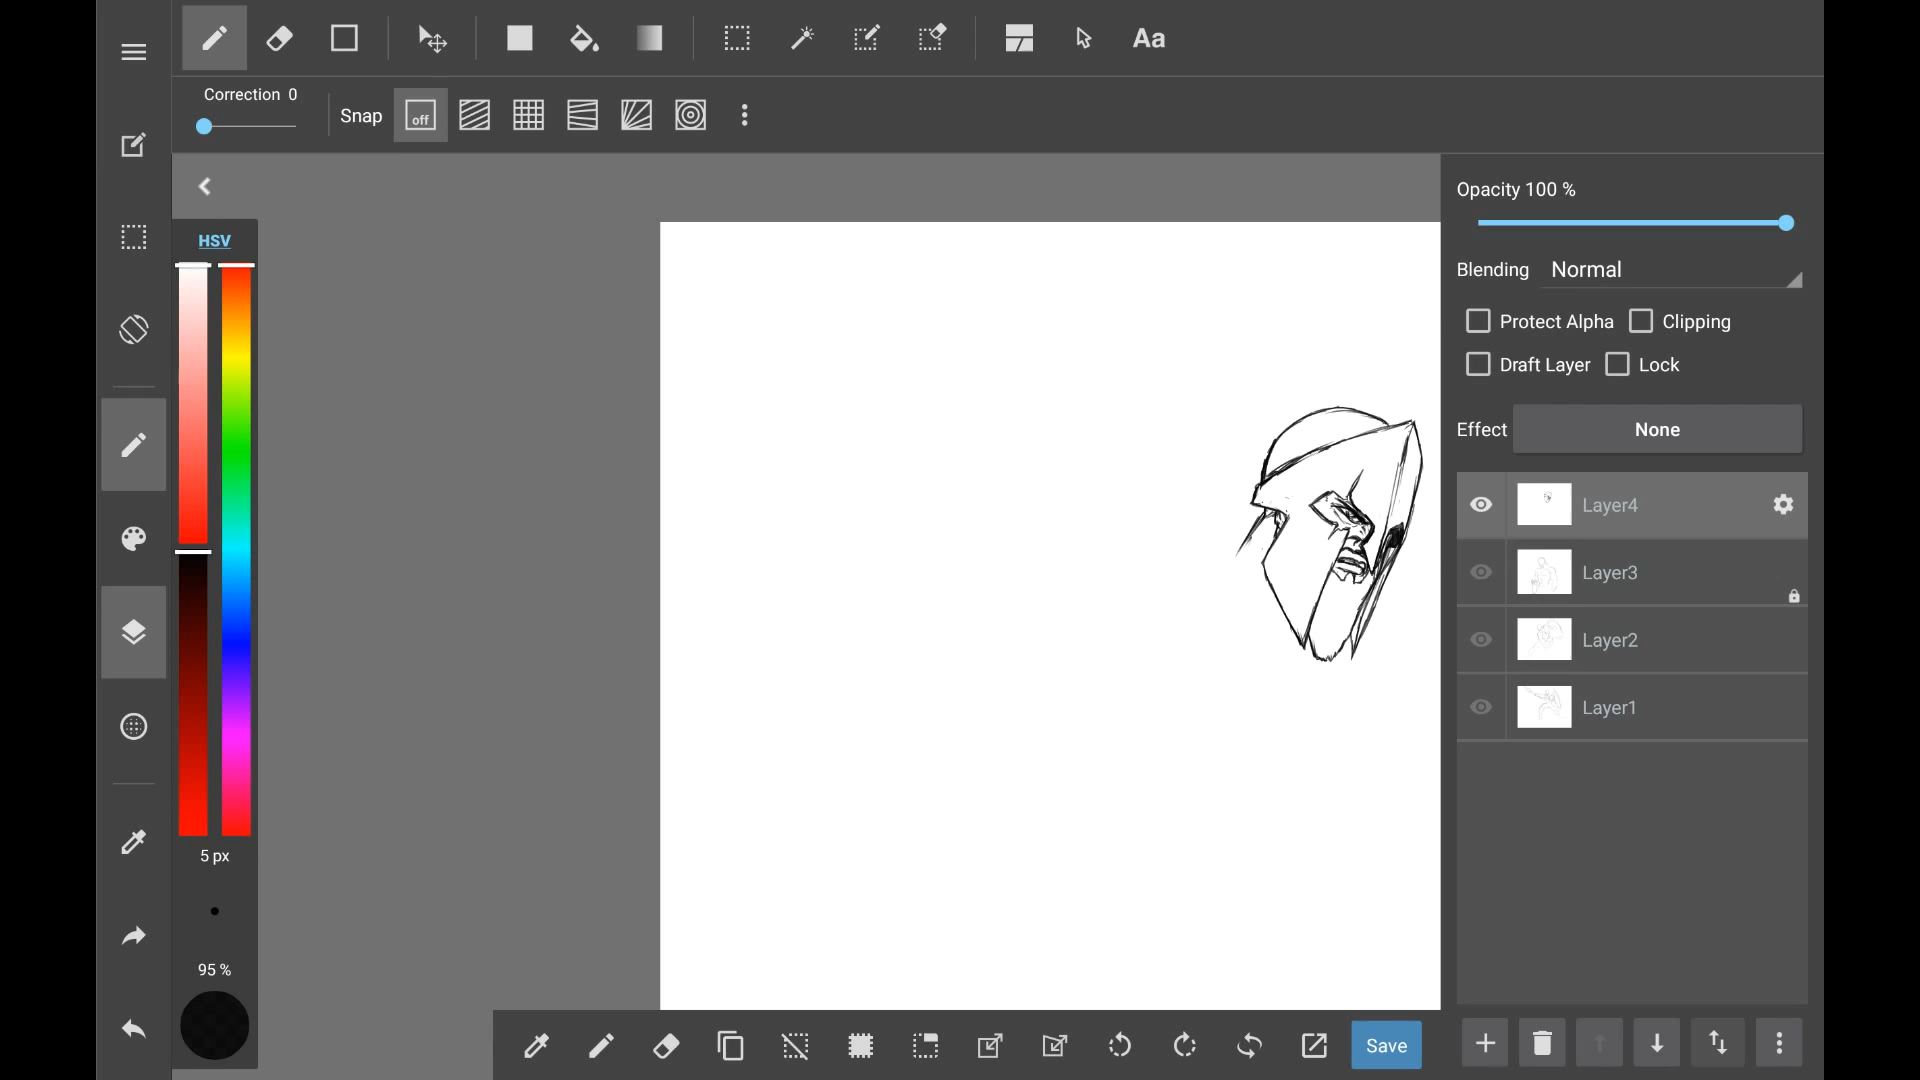 Aa
Correction 0
Snap
off
HSV
Opacity 100 %
Blending Normal
Protect Alpha Clipping
Draft Layer Lock
Effect None
Layer4
Layer3
Layer2
Layer1
5 px
95 %
Save